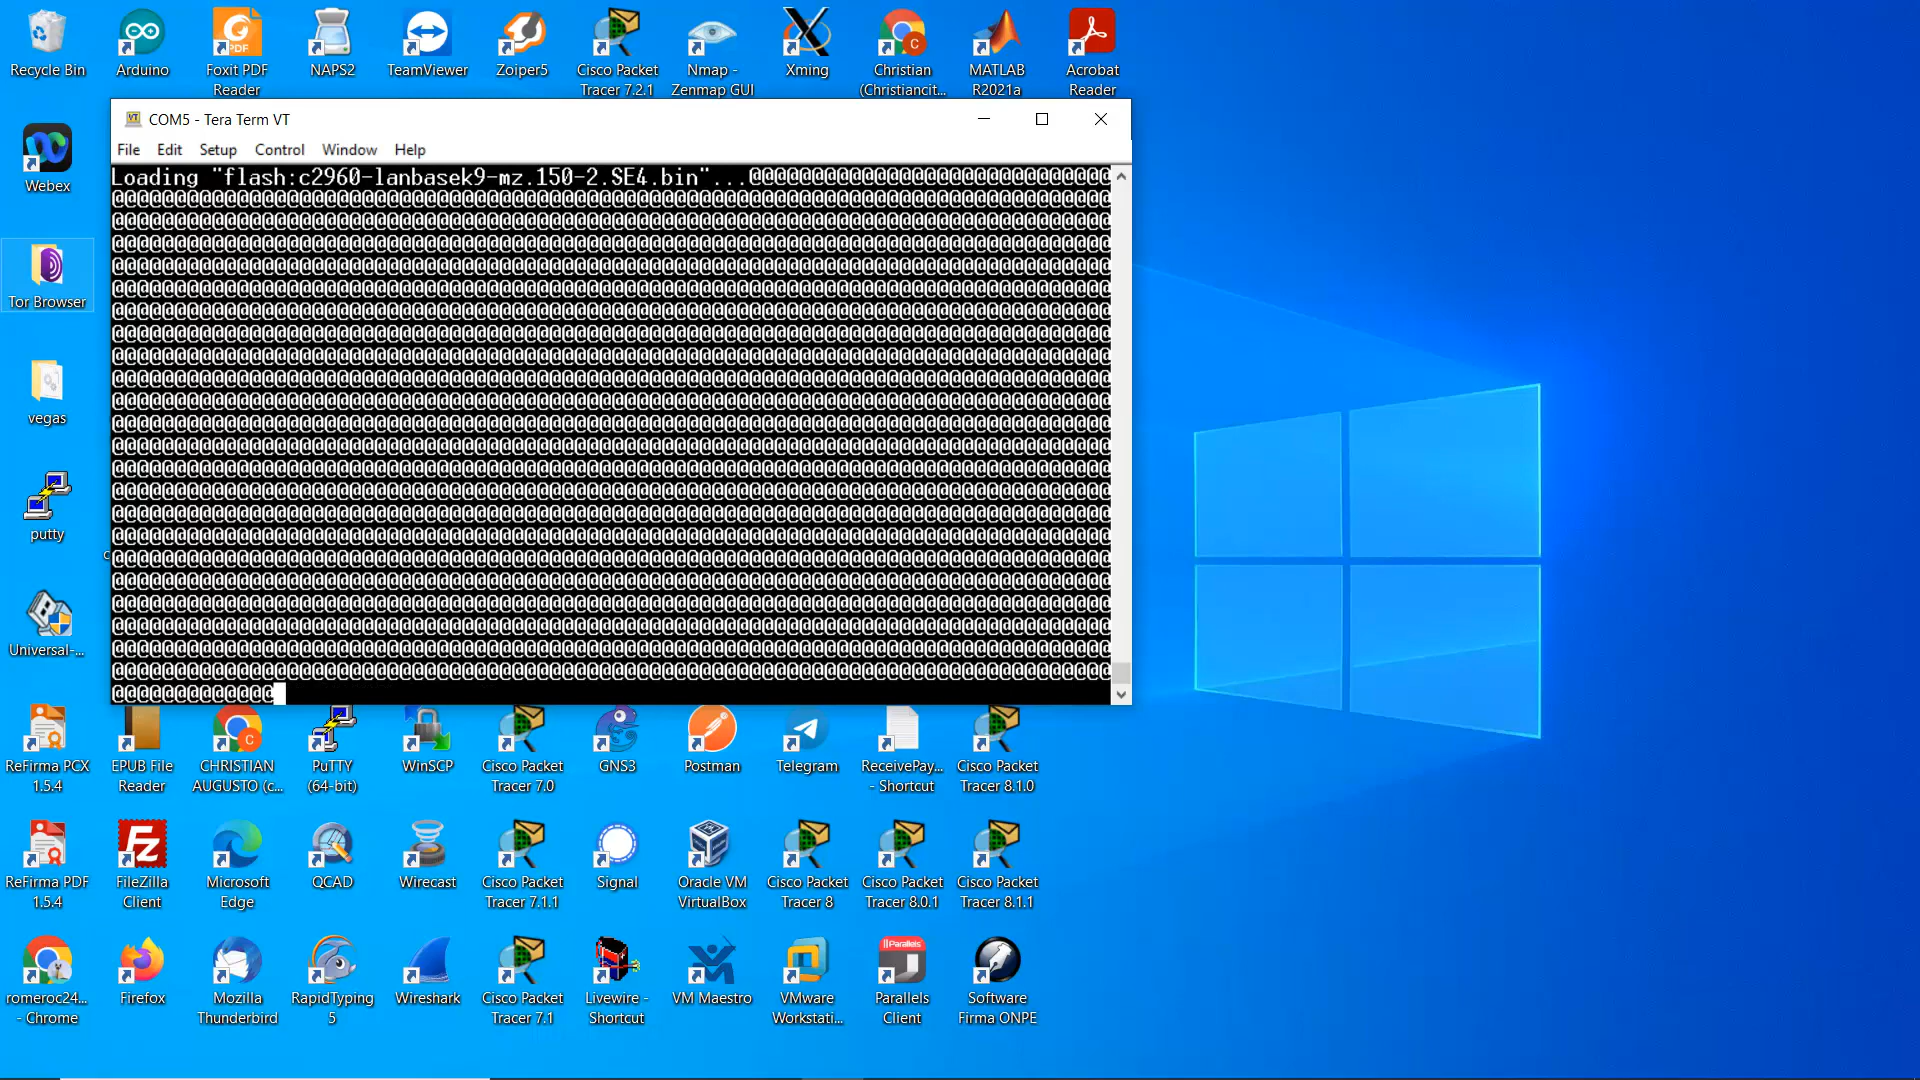 Recycle Bin
Arduino
Foxit PDF
Reader
NAPS2
TeamViewer
Zoiper5
Cisco Packet
Tracer 7.2.1
Nmap -
Zenmap GUI
Xming
Christian
(Christiancit...
MATLAB
R2021a
Acrobat
Reader
COM5 - Tera Term VT
File Edit Setup Control Window Help
Loading "flash:c2960-lanbasek9-mz.150-2.SE4.bin"...@@@@@@@@@@@@@@@@@@@@@@@@@@@@@
Webex
Tor Browser
vegas
putty
Universal-...
ReFirma PCX
1.5.4
EPUB File
Reader
CHRISTIAN
AUGUSTO (c...
PuTTY
(64-bit)
WinSCP
Cisco Packet
Tracer 7.0
GNS3
Postman
Telegram
ReceivePay...
- Shortcut
Cisco Packet
Tracer 8.1.0
ReFirma PDF
1.5.4
FileZilla
Client
Microsoft
Edge
QCAD
Wirecast
Cisco Packet
Tracer 7.1.1
Signal
Oracle VM
VirtualBox
Cisco Packet
Tracer 8
Cisco Packet
Tracer 8.0.1
Cisco Packet
Tracer 8.1.1
romeroc24...
- Chrome
Firefox
Mozilla
Thunderbird
RapidTyping
5
Wireshark
Cisco Packet
Tracer 7.1
Livewire -
Shortcut
VM Maestro
VMware
Workstati...
Parallels
Client
Software
Firma ONPE